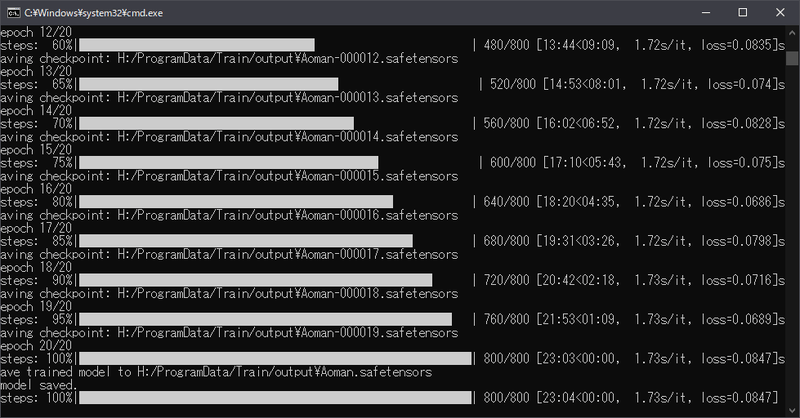 C:¥Windows¥system32¥cmd.exe
epoch 12/20
steps:  60%| | 480/800 [13:44<09:09,  1.72s/it, loss=0.0835]s
aving checkpoint: H:/ProgramData/Train/output¥Aoman-000012.safetensors
epoch 13/20
steps:  65%| | 520/800 [14:53<08:01,  1.72s/it, loss=0.074]s
aving checkpoint: H:/ProgramData/Train/output¥Aoman-000013.safetensors
epoch 14/20
steps:  70%| | 560/800 [16:02<06:52,  1.72s/it, loss=0.0828]s
aving checkpoint: H:/ProgramData/Train/output¥Aoman-000014.safetensors
epoch 15/20
steps:  75%| | 600/800 [17:10<05:43,  1.72s/it, loss=0.075]s
aving checkpoint: H:/ProgramData/Train/output¥Aoman-000015.safetensors
epoch 16/20
steps:  80%| | 640/800 [18:20<04:35,  1.72s/it, loss=0.0686]s
aving checkpoint: H:/ProgramData/Train/output¥Aoman-000016.safetensors
epoch 17/20
steps:  85%| | 680/800 [19:31<03:26,  1.72s/it, loss=0.0798]s
aving checkpoint: H:/ProgramData/Train/output¥Aoman-000017.safetensors
epoch 18/20
steps:  90%| | 720/800 [20:42<02:18,  1.73s/it, loss=0.0716]s
aving checkpoint: H:/ProgramData/Train/output¥Aoman-000018.safetensors
epoch 19/20
steps:  95%| | 760/800 [21:53<01:09,  1.73s/it, loss=0.0689]s
aving checkpoint: H:/ProgramData/Train/output¥Aoman-000019.safetensors
epoch 20/20
steps: 100%| | 800/800 [23:03<00:00,  1.73s/it, loss=0.0847]s
ave trained model to H:/ProgramData/Train/output¥Aoman.safetensors
model saved.
steps: 100%| | 800/800 [23:04<00:00,  1.73s/it, loss=0.0847]